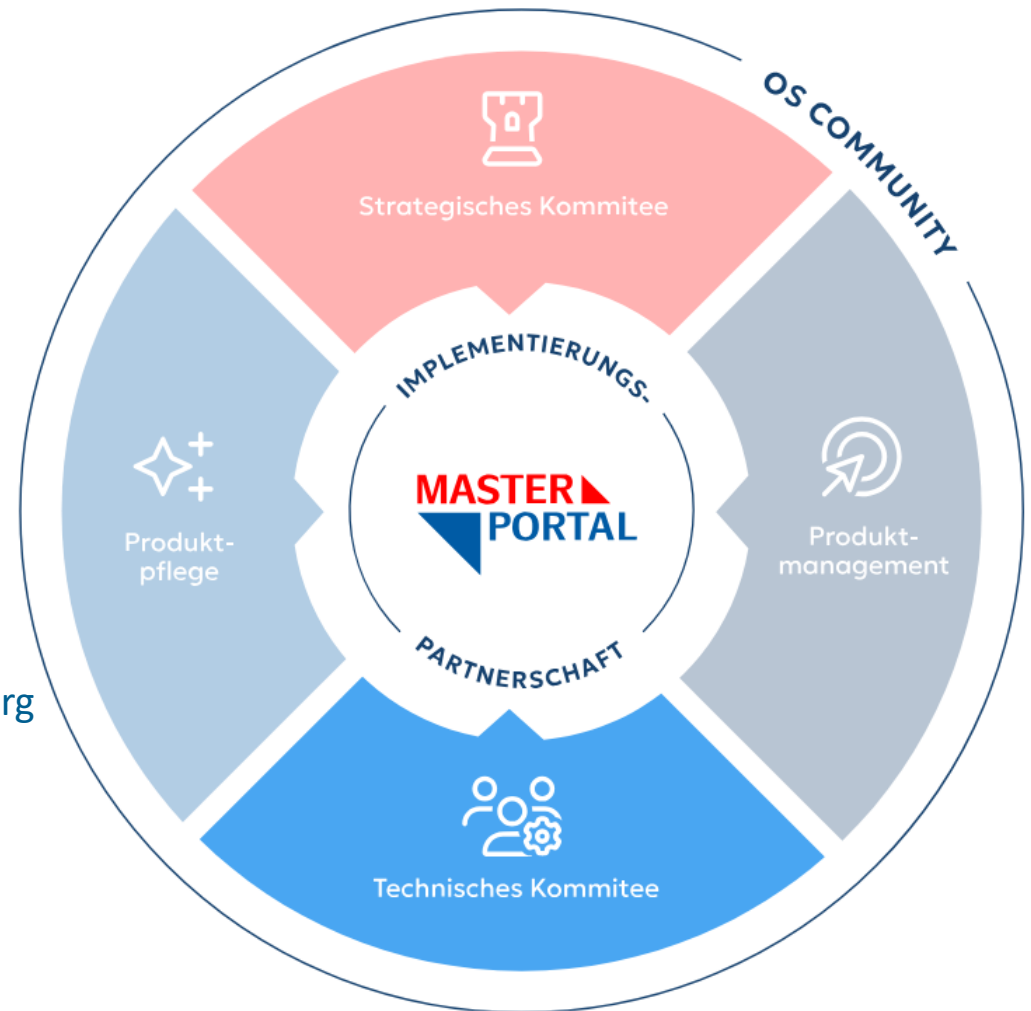 OS COMMUNITY
Strategisches Kommitee
IMPLEMENTIERUNGS-
MASTER
PORTAL
Produkt-
pflege
Produkt-
management
PARTNERSCHAFT
rg
Technisches Kommitee